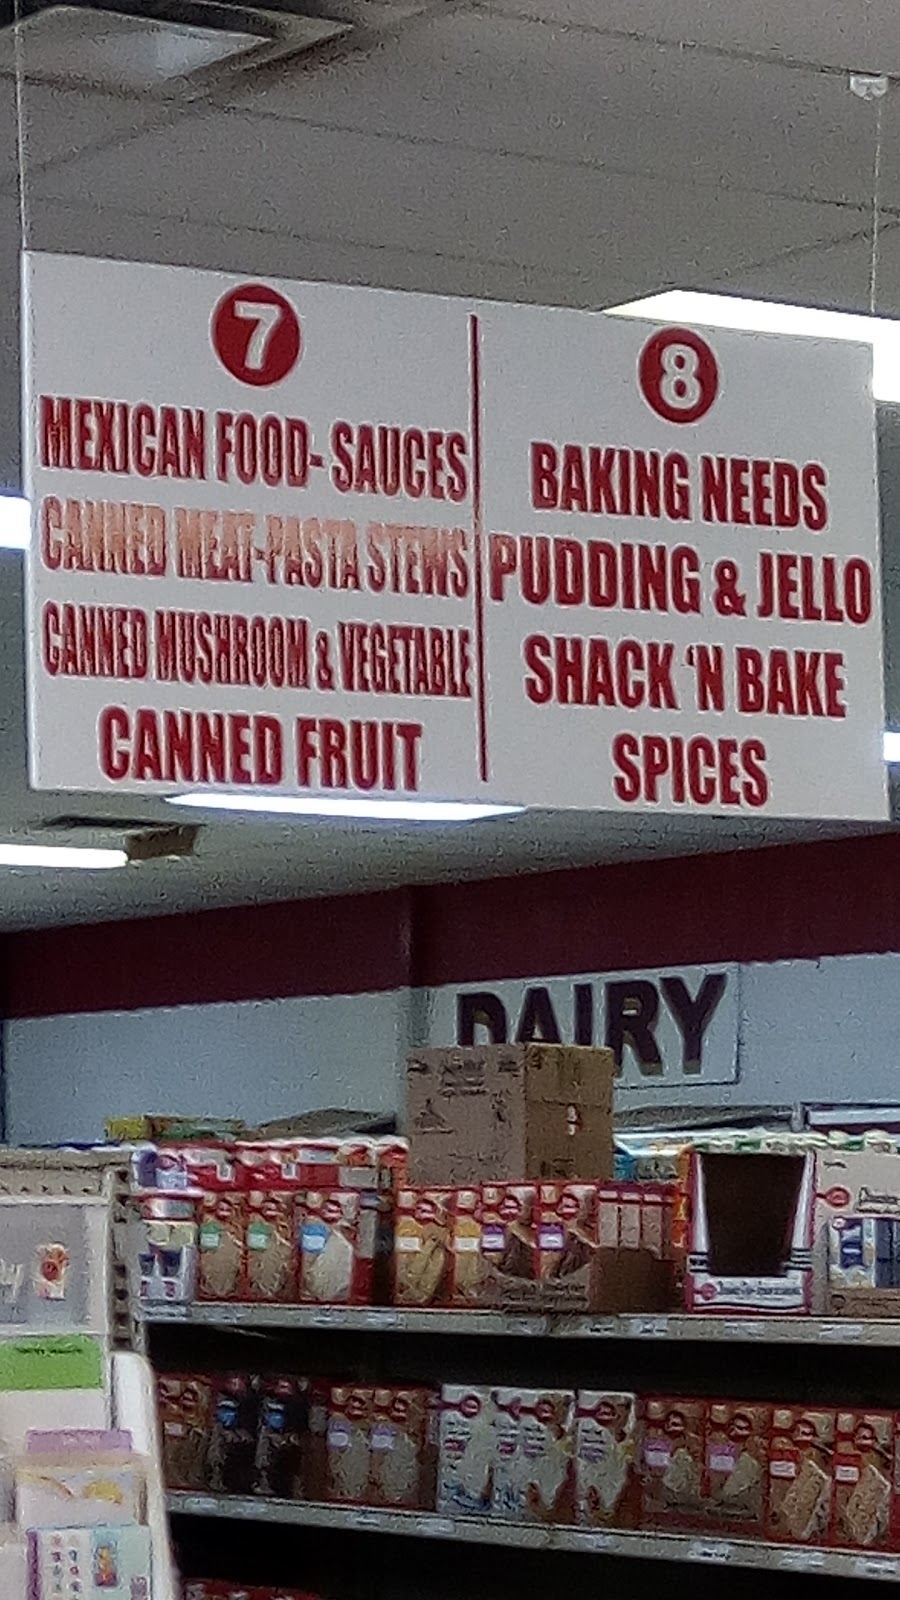 7
MEXICAN FOOD- SAUCES
CANNED MEAT-PASTA STEWS
CANNED MUSHROOM & VEGETABLE
CANNED FRUIT
8
BAKING NEEDS
PUDDING & JELLO
SHACK 'N BAKE
SPICES
DAIRY